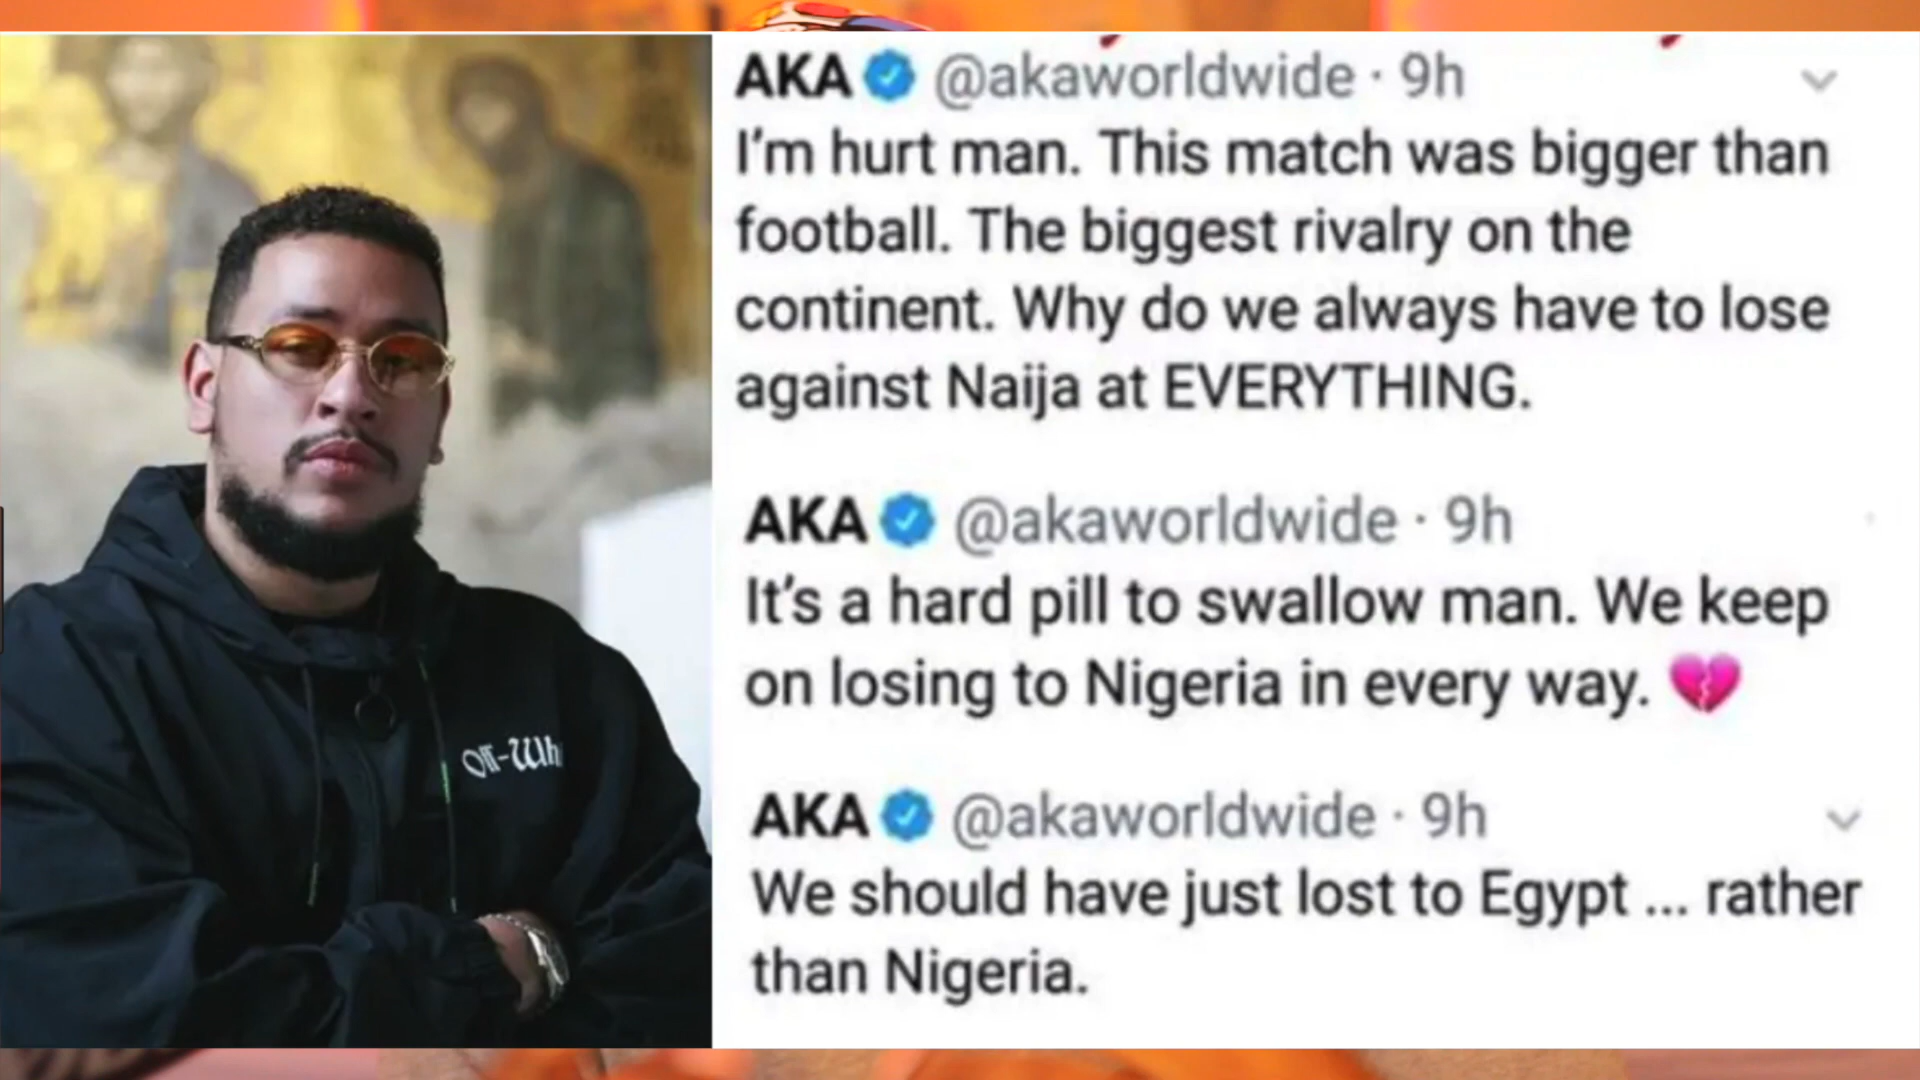 AKA @akaworldwide · 9h
I'm hurt man. This match was bigger than
football. The biggest rivalry on the
continent. Why do we always have to lose
against Naija at EVERYTHING.
AKA @akaworldwide · 9h
It's a hard pill to swallow man. We keep
on losing to Nigeria in every way. 💔
AKA @akaworldwide · 9h
We should have just lost to Egypt ... rather
than Nigeria.
Off-Wh